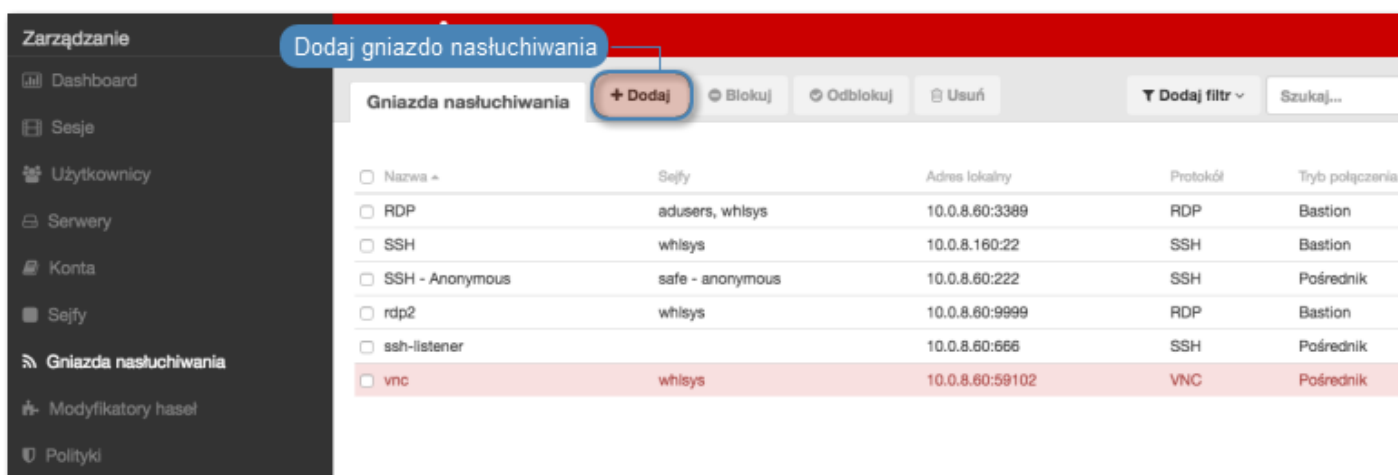 Zarządzanie
Dodaj gniazdo nasłuchiwania
Dashboard
Sesje
Użytkownicy
Serwery
Konta
Sejfy
Gniazda nasłuchiwania
Modyfikatory haseł
Polityki
Gniazda nasłuchiwania
+ Dodaj
Blokuj
Odblokuj
Usuń
Dodaj filtr
Szukaj...
Nazwa Sejfy Adres lokalny Protokół Tryb połączenia
RDP adusers, whlsys 10.0.8.60:3389 RDP Bastion
SSH whlsys 10.0.8.160:22 SSH Bastion
SSH - Anonymous safe - anonymous 10.0.8.60:222 SSH Pośrednik
rdp2 whlsys 10.0.8.60:9999 RDP Bastion
ssh-listener 10.0.8.60:666 SSH Pośrednik
vnc whlsys 10.0.8.60:59102 VNC Pośrednik